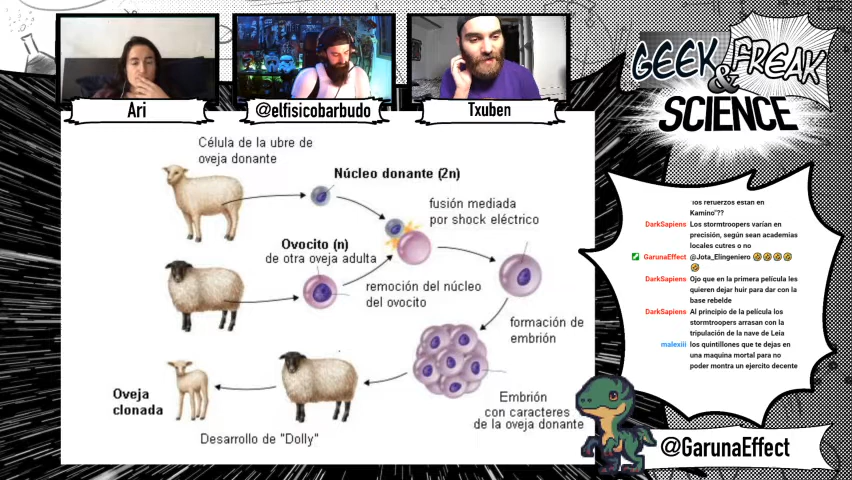 GEEK & FREAK
SCIENCE
Ari
@elfisicobarbudo
Txuben
Célula de la ubre de
oveja donante
Núcleo donante (2n)
fusión mediada
por shock eléctrico
Ovocito (n)
de otra oveja adulta
remoción del núcleo
del ovocito
formación de
embrión
Embrión
con caracteres
de la oveja donante
Oveja
clonada
Desarrollo de "Dolly"
"los refuerzos estan en
Kamino"??
DarkSapiens Los stormtroopers varían en
precisión, según sean academias
locales cutres o no
GarunaEffect @Jota_Elingeniero
DarkSapiens Ojo que en la primera película les
quieren dejar huir para dar con la
base rebelde
DarkSapiens Al principio de la película los
stormtroopers arrasan con la
tripulación de la nave de Leia
malexiii los quintillones que te dejas en
una maquina mortal para no
poder montra un ejercito decente
@GarunaEffect